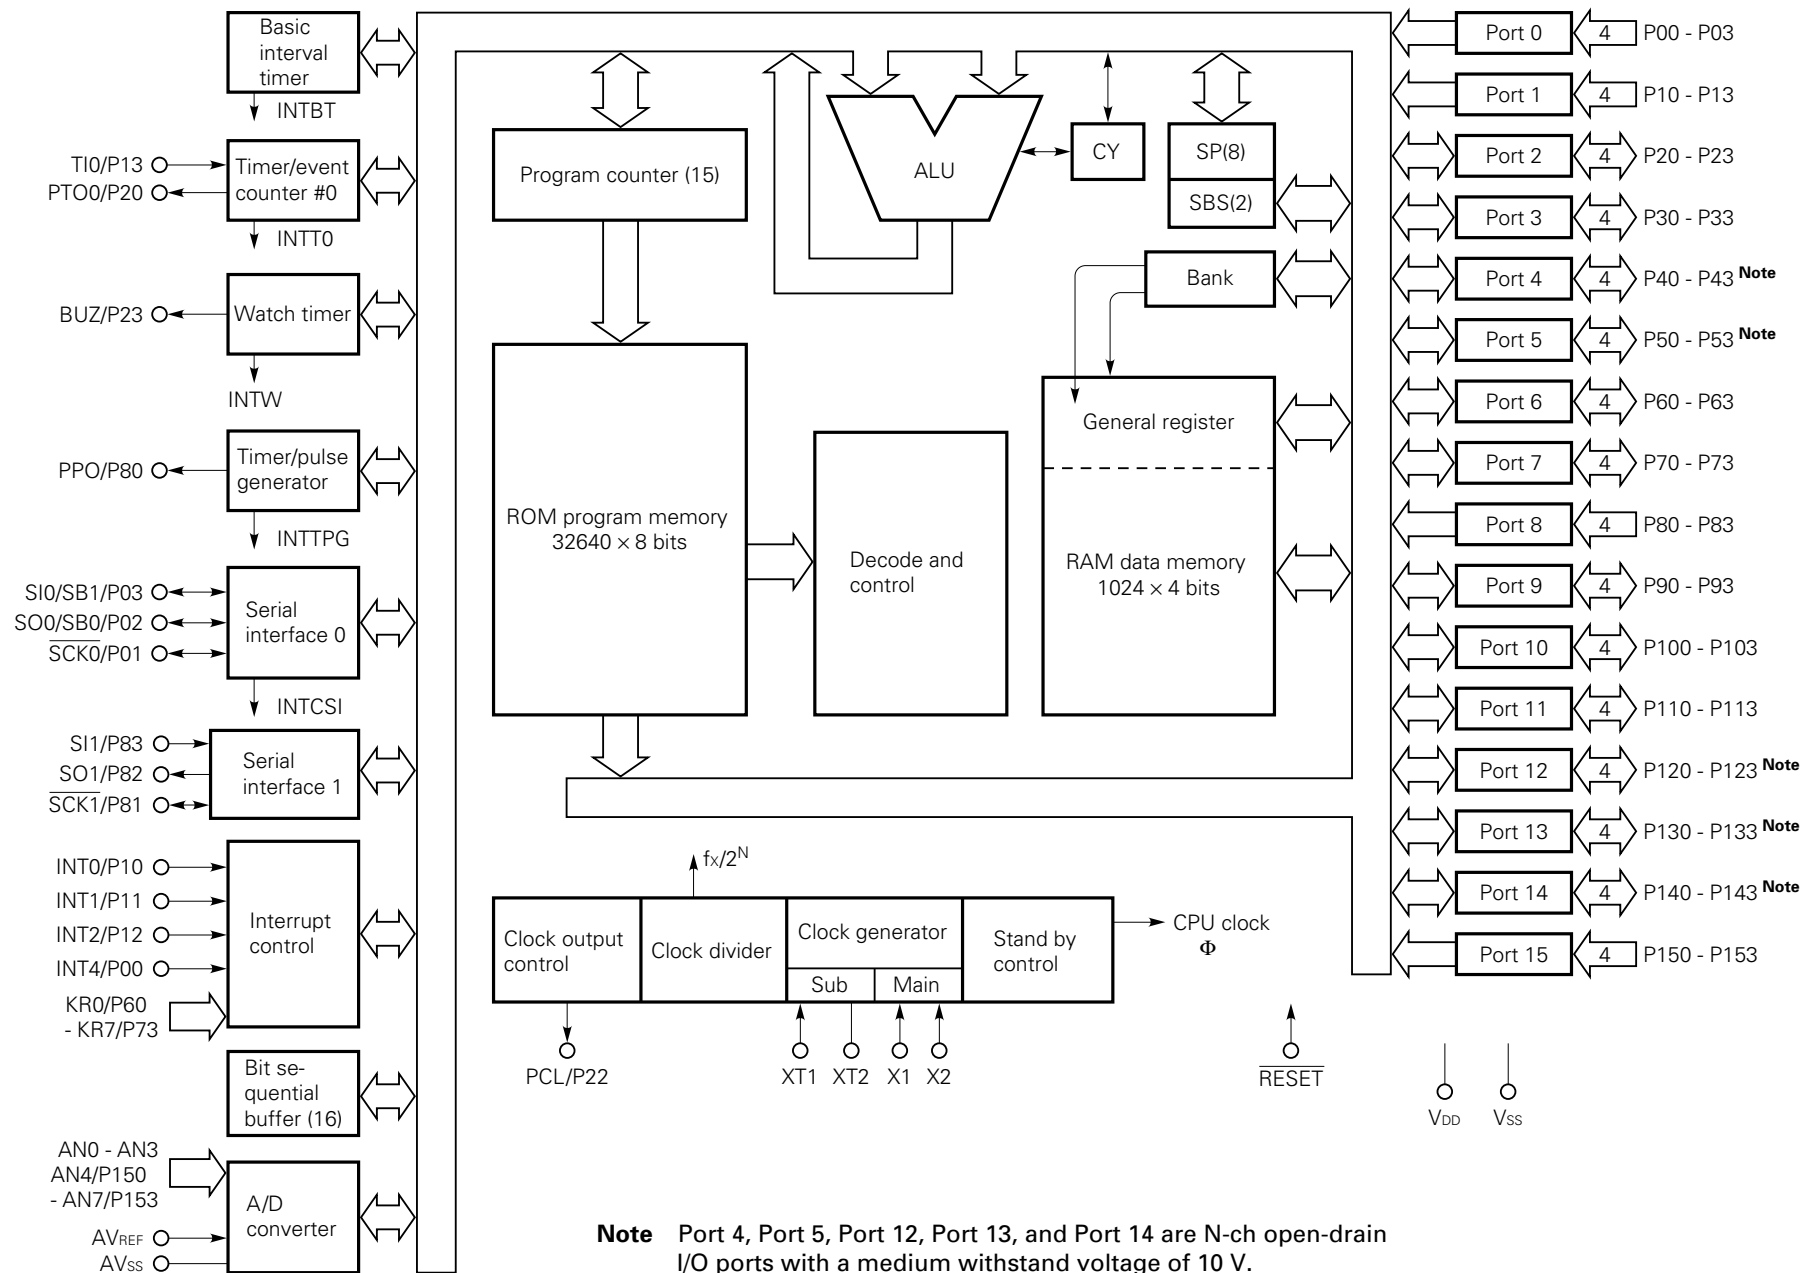 Basic
interval
timer
INTBT
TI0/P13
PTO0/P20
Timer/event
counter #0
INTT0
BUZ/P23
Watch timer
INTW
PPO/P80
Timer/pulse
generator
INTTPG
SI0/SB1/P03
SO0/SB0/P02
SCK0/P01
Serial
interface 0
INTCSI
SI1/P83
SO1/P82
SCK1/P81
Serial
interface 1
INT0/P10
INT1/P11
INT2/P12
INT4/P00
KR0/P60
- KR7/P73
Interrupt
control
Bit se-
quential
buffer (16)
AN0 - AN3
AN4/P150
- AN7/P153
AVREF
AVSS
A/D
converter
Program counter (15)
ALU
CY
SP(8)
SBS(2)
Bank
General register
RAM data memory
1024 × 4 bits
ROM program memory
32640 × 8 bits
Decode and
control
fX/2^N
Clock output
control
Clock divider
Clock generator
Sub
Main
Stand by
control
CPU clock
Φ
PCL/P22
XT1
XT2
X1
X2
RESET
VDD
VSS
Port 0 4 P00 - P03
Port 1 4 P10 - P13
Port 2 4 P20 - P23
Port 3 4 P30 - P33
Port 4 4 P40 - P43 Note
Port 5 4 P50 - P53 Note
Port 6 4 P60 - P63
Port 7 4 P70 - P73
Port 8 4 P80 - P83
Port 9 4 P90 - P93
Port 10 4 P100 - P103
Port 11 4 P110 - P113
Port 12 4 P120 - P123 Note
Port 13 4 P130 - P133 Note
Port 14 4 P140 - P143 Note
Port 15 4 P150 - P153
Note Port 4, Port 5, Port 12, Port 13, and Port 14 are N-ch open-drain
I/O ports with a medium withstand voltage of 10 V.